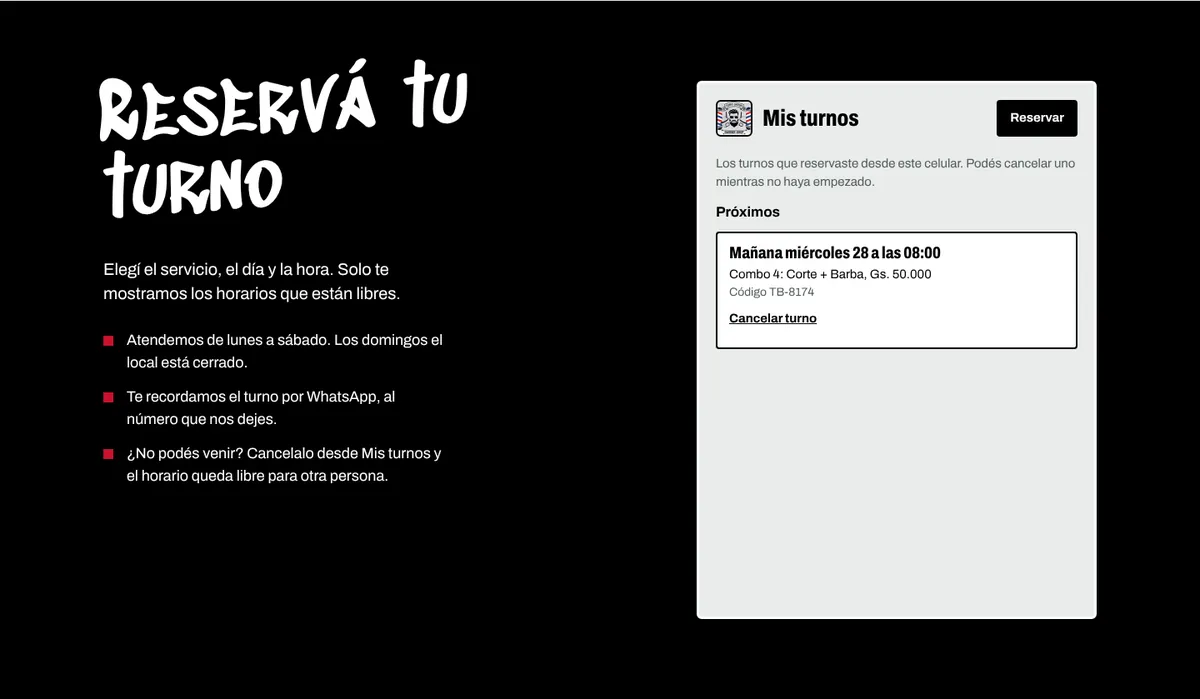 RESERVÁ TU
TURNO
Elegí el servicio, el día y la hora. Solo te
mostramos los horarios que están libres.
Atendemos de lunes a sábado. Los domingos el
local está cerrado.
Te recordamos el turno por WhatsApp, al
número que nos dejes.
¿No podés venir? Cancelalo desde Mis turnos y
el horario queda libre para otra persona.
Mis turnos
Reservar
Los turnos que reservaste desde este celular. Podés cancelar uno
mientras no haya empezado.
Próximos
Mañana miércoles 28 a las 08:00
Combo 4: Corte + Barba, Gs. 50.000
Código TB-8174
Cancelar turno